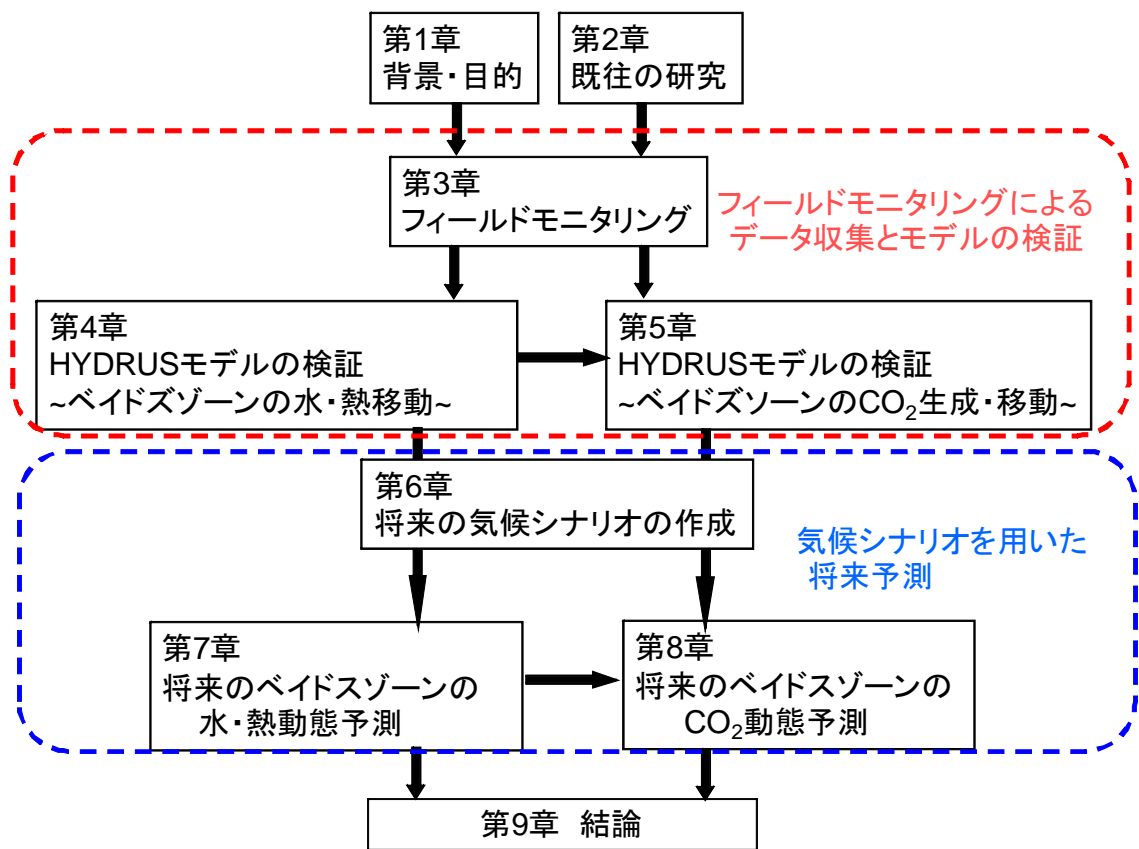 第1章
背景・目的
第2章
既往の研究
第3章
フィールドモニタリング
フィールドモニタリングによる
データ収集とモデルの検証
第4章
HYDRUSモデルの検証
~ベイドズゾーンの水・熱移動~
第5章
HYDRUSモデルの検証
~ベイドズソーンのCO₂生成・移動~
第6章
将来の気候シナリオの作成
気候シナリオを用いた
将来予測
第7章
将来のベイドスゾーンの
水・熱動態予測
第8章
将来のベイドスゾーンの
CO₂動態予測
第9章 結論